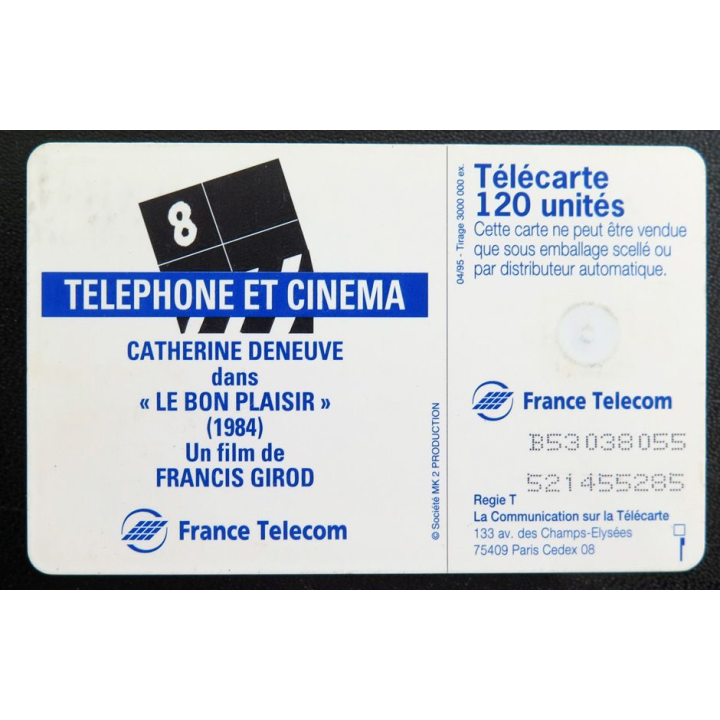 8
TELEPHONE ET CINEMA
CATHERINE DENEUVE
dans
« LE BON PLAISIR »
(1984)
Un film de
FRANCIS GIROD
France Telecom
© Société MK 2 PRODUCTION
04/95 - Tirage 3000 000 ex.
Télécarte
120 unités
Cette carte ne peut être vendue
que sous emballage scellé ou
par distributeur automatique.
France Telecom
B53038055
521455285
Regie T
La Communication sur la Télécarte
133 av. des Champs-Elysées
75409 Paris Cedex 08